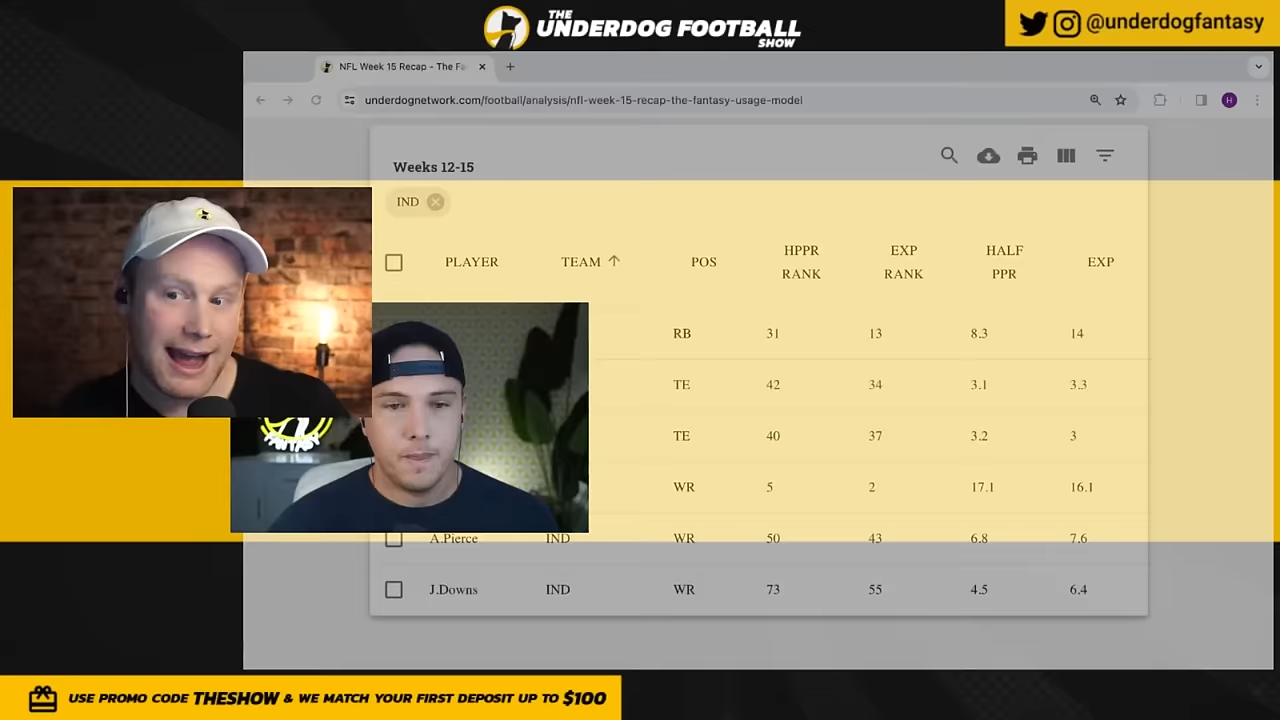 THE
UNDERDOG FOOTBALL
SHOW
@underdogfantasy
NFL Week 15 Recap - The Fa
underdognetwork.com/football/analysis/nfl-week-15-recap-the-fantasy-usage-model
H
Weeks 12-15
IND
PLAYER TEAM POS HPPR RANK EXP RANK HALF PPR EXP
RB 31 13 8.3 14
TE 42 34 3.1 3.3
TE 40 37 3.2 3
WR 5 2 17.1 16.1
A.Pierce IND WR 50 43 6.8 7.6
J.Downs IND WR 73 55 4.5 6.4
USE PROMO CODE THESHOW & WE MATCH YOUR FIRST DEPOSIT UP TO $100